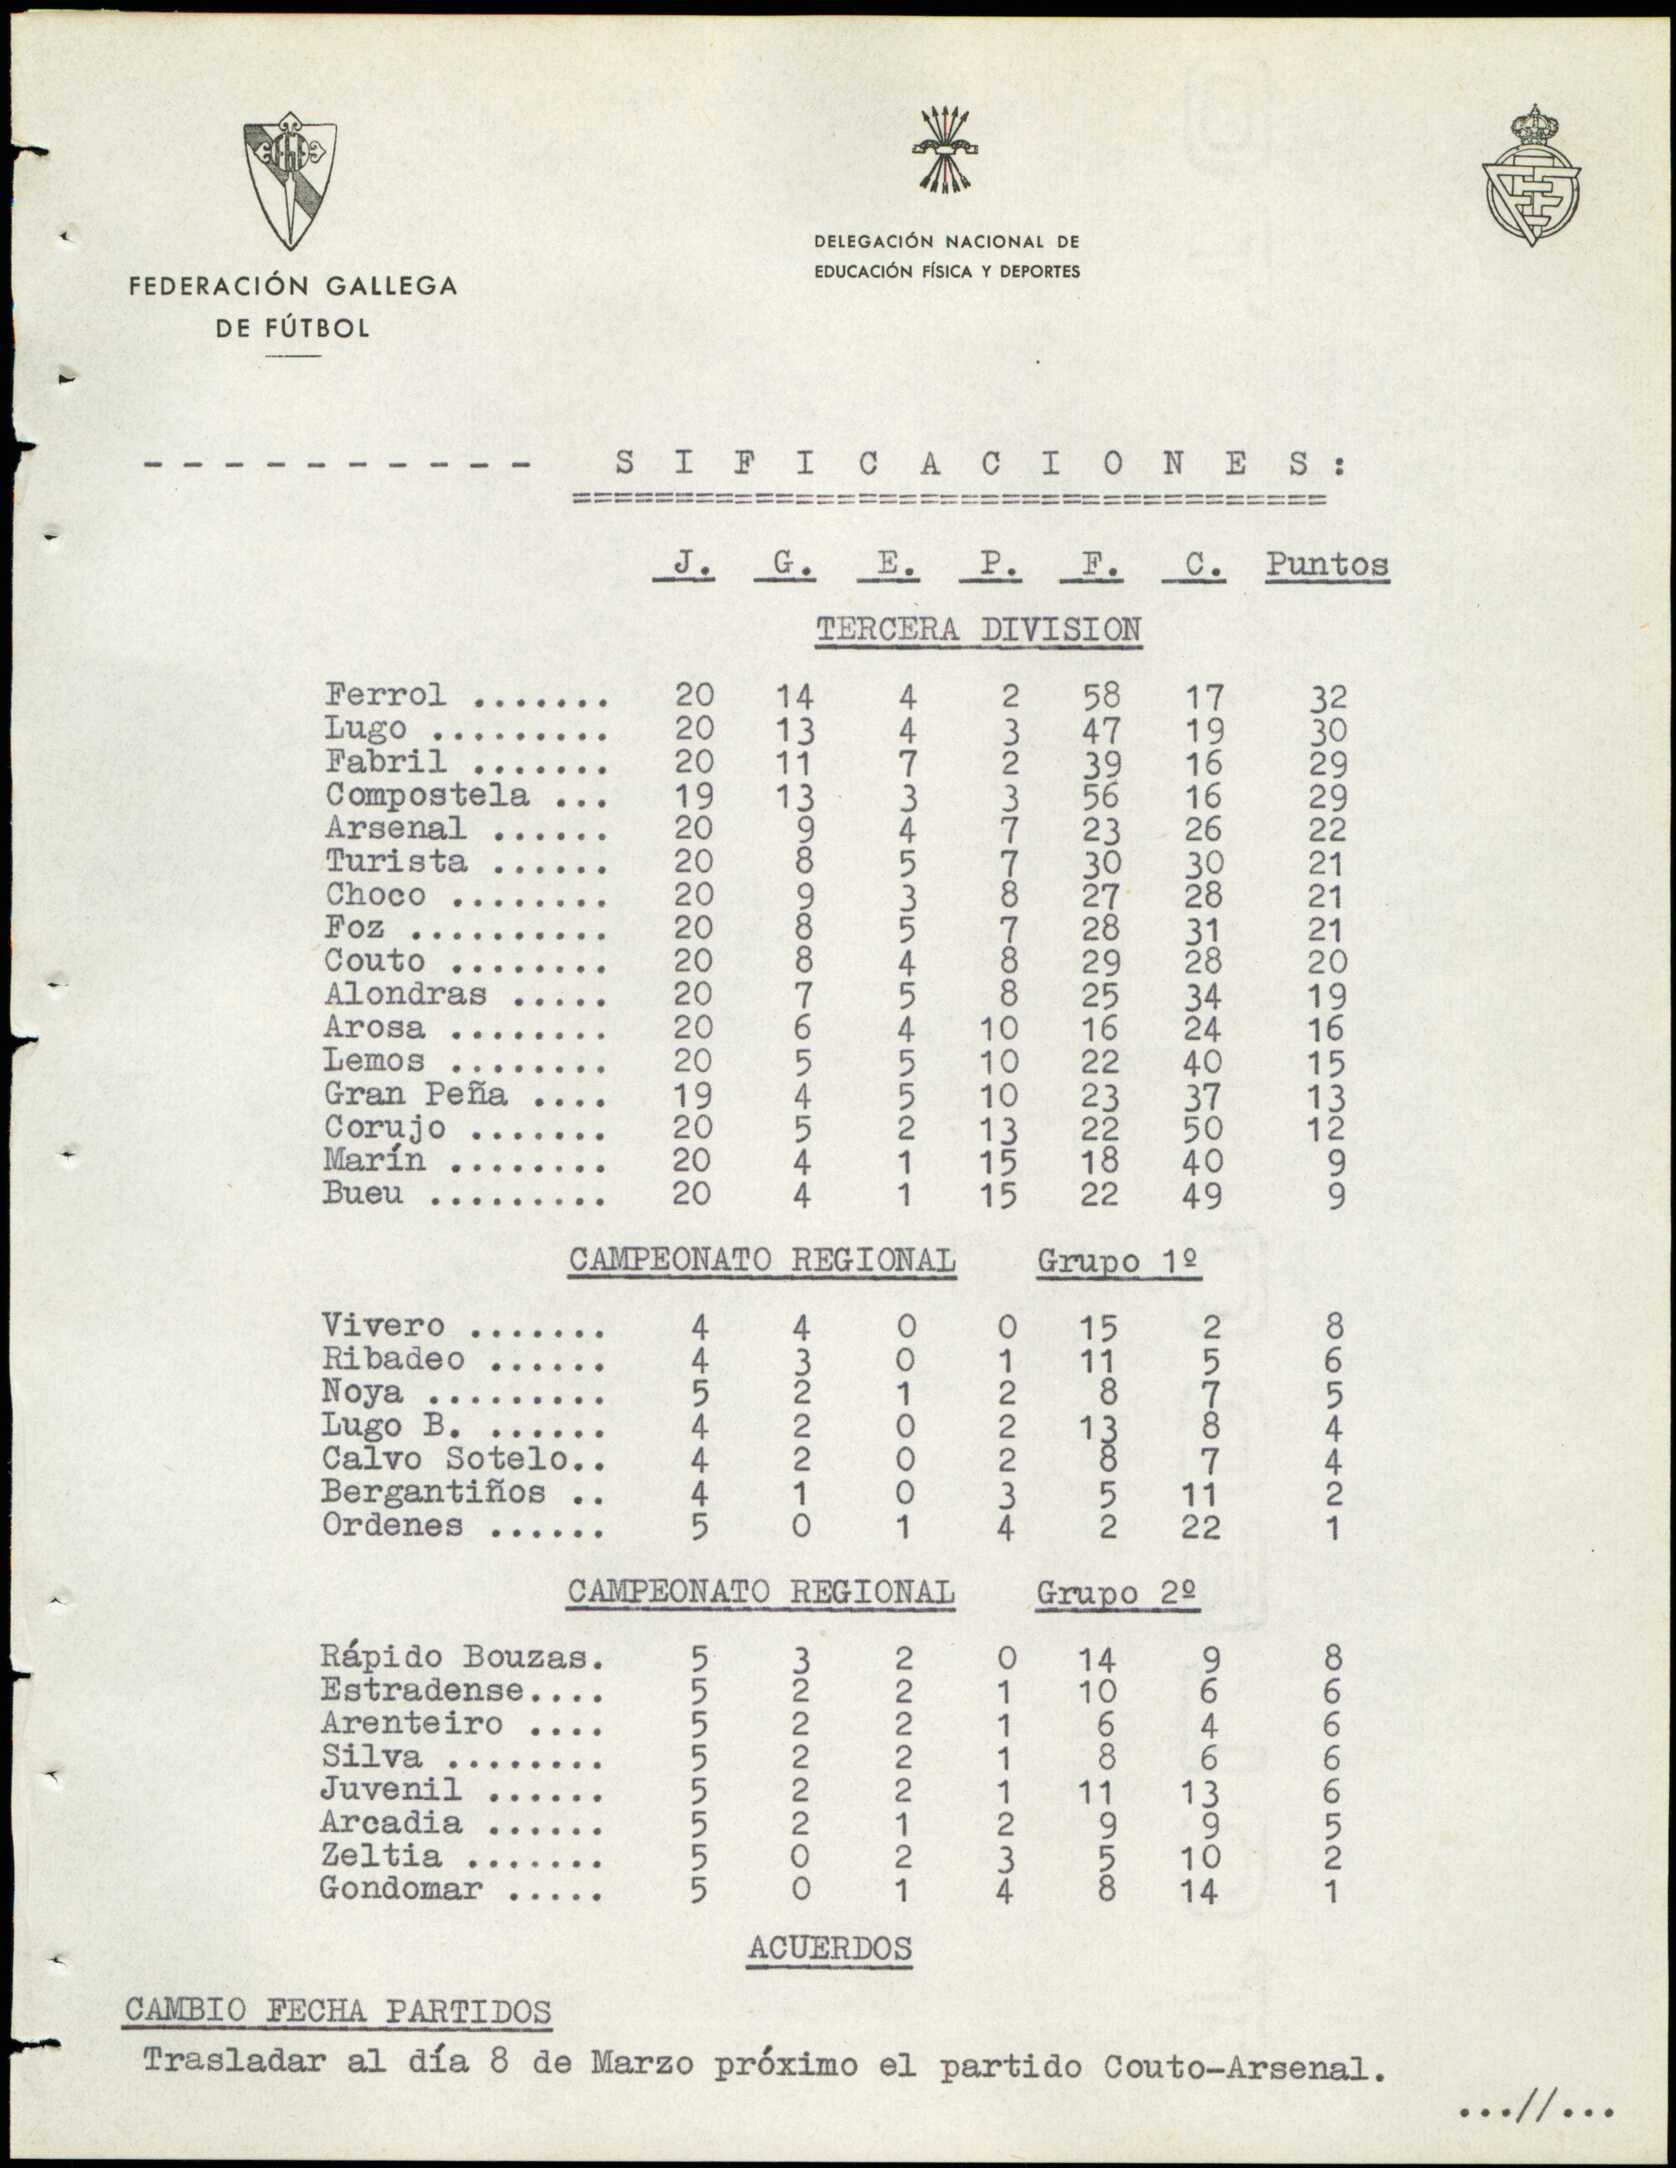 FEDERACIÓN GALLEGA
DE FÚTBOL
DELEGACIÓN NACIONAL DE
EDUCACIÓN FÍSICA Y DEPORTES
- - - - - - - - - - S I F I C A C I O N E S :
=====================================
J. G. E. P. F. C. Puntos
TERCERA DIVISION
Ferrol ....... 20 14 4 2 58 17 32
Lugo ......... 20 13 4 3 47 19 30
Fabril ....... 20 11 7 2 39 16 29
Compostela ... 19 13 3 3 56 16 29
Arsenal ...... 20 9 4 7 23 26 22
Turista ...... 20 8 5 7 30 30 21
Choco ........ 20 9 3 8 27 28 21
Foz .......... 20 8 5 7 28 31 21
Couto ........ 20 8 4 8 29 28 20
Alondras ..... 20 7 5 8 25 34 19
Arosa ........ 20 6 4 10 16 24 16
Lemos ........ 20 5 5 10 22 40 15
Gran Peña .... 19 4 5 10 23 37 13
Corujo ....... 20 5 2 13 22 50 12
Marín ........ 20 4 1 15 18 40 9
Bueu ......... 20 4 1 15 22 49 9
CAMPEONATO REGIONAL Grupo 1º
Vivero ....... 4 4 0 0 15 2 8
Ribadeo ...... 4 3 0 1 11 5 6
Noya ......... 5 2 1 2 8 7 5
Lugo B. ...... 4 2 0 2 13 8 4
Calvo Sotelo.. 4 2 0 2 8 7 4
Bergantiños .. 4 1 0 3 5 11 2
Ordenes ...... 5 0 1 4 2 22 1
CAMPEONATO REGIONAL Grupo 2º
Rápido Bouzas. 5 3 2 0 14 9 8
Estradense.... 5 2 2 1 10 6 6
Arenteiro .... 5 2 2 1 6 4 6
Silva ........ 5 2 2 1 8 6 6
Juvenil ...... 5 2 2 1 11 13 6
Arcadia ...... 5 2 1 2 9 9 5
Zeltia ....... 5 0 2 3 5 10 2
Gondomar ..... 5 0 1 4 8 14 1
ACUERDOS
CAMBIO FECHA PARTIDOS
Trasladar al día 8 de Marzo próximo el partido Couto-Arsenal.
...//...